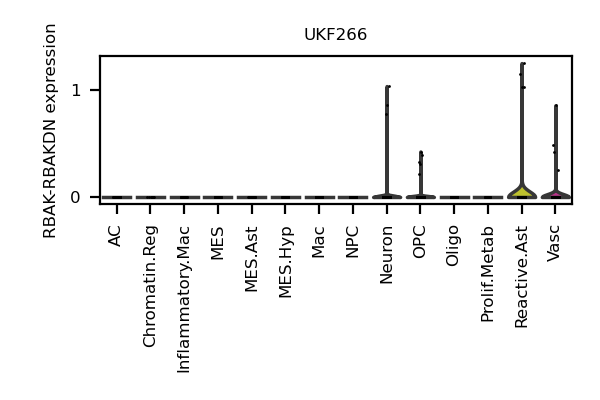 UKF266
RBAK-RBAKDN expression
1
0
AC
Chromatin.Reg
Inflammatory.Mac
MES
MES.Ast
MES.Hyp
Mac
NPC
Neuron
OPC
Oligo
Prolif.Metab
Reactive.Ast
Vasc